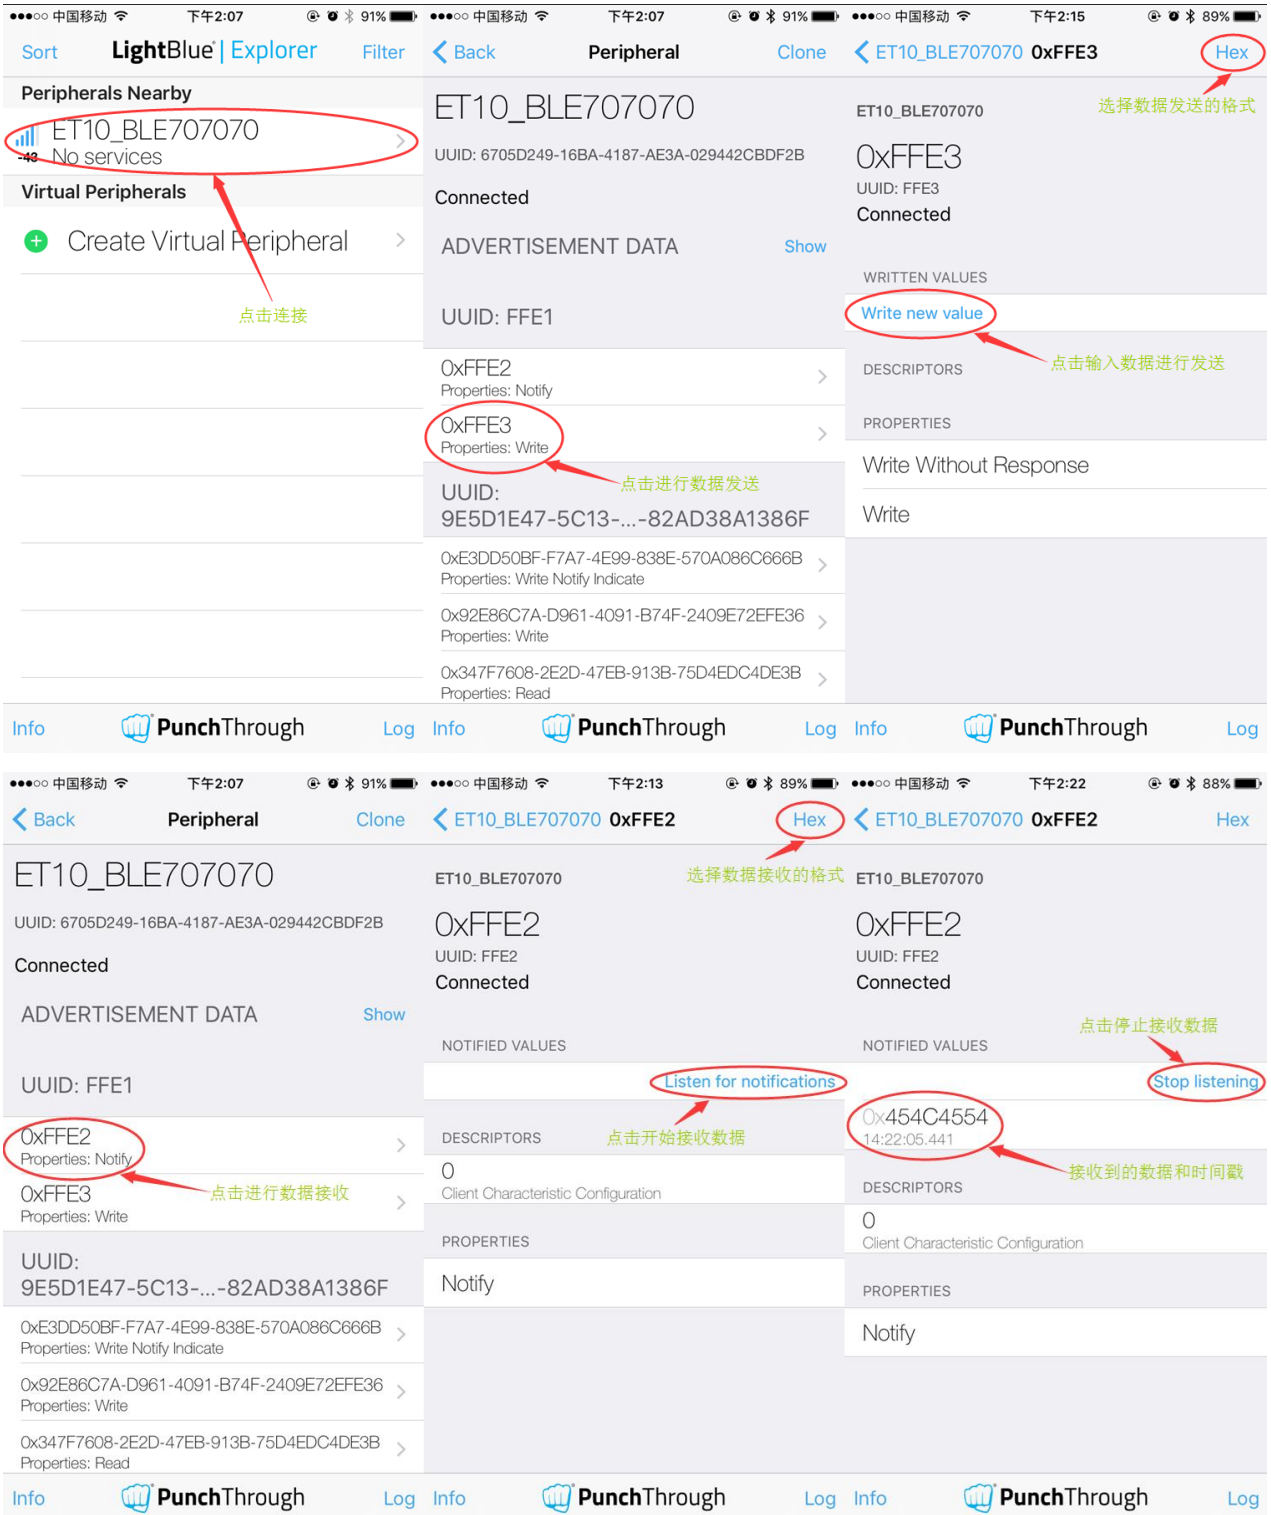 中国移动 下午2:07 91%
Sort LightBlue | Explorer Filter
Peripherals Nearby
ET10_BLE707070
-43 No services
Virtual Peripherals
Create Virtual Peripheral
点击连接
Info PunchThrough Log
中国移动 下午2:07 91%
Back Peripheral Clone
ET10_BLE707070
UUID: 6705D249-16BA-4187-AE3A-029442CBDF2B
Connected
ADVERTISEMENT DATA Show
UUID: FFE1
0xFFE2
Properties: Notify
0xFFE3
Properties: Write
点击进行数据发送
UUID:
9E5D1E47-5C13-...-82AD38A1386F
0xE3DD50BF-F7A7-4E99-838E-570A086C666B
Properties: Write Notify Indicate
0x92E86C7A-D961-4091-B74F-2409E72EFE36
Properties: Write
0x347F7608-2E2D-47EB-913B-75D4EDC4DE3B
Properties: Read
Info PunchThrough Log
中国移动 下午2:15 89%
ET10_BLE707070 0xFFE3 Hex
选择数据发送的格式
ET10_BLE707070
0xFFE3
UUID: FFE3
Connected
WRITTEN VALUES
Write new value
点击输入数据进行发送
DESCRIPTORS
PROPERTIES
Write Without Response
Write
Info PunchThrough Log
中国移动 下午2:07 91%
Back Peripheral Clone
ET10_BLE707070
UUID: 6705D249-16BA-4187-AE3A-029442CBDF2B
Connected
ADVERTISEMENT DATA Show
UUID: FFE1
0xFFE2
Properties: Notify
点击进行数据接收
0xFFE3
Properties: Write
UUID:
9E5D1E47-5C13-...-82AD38A1386F
0xE3DD50BF-F7A7-4E99-838E-570A086C666B
Properties: Write Notify Indicate
0x92E86C7A-D961-4091-B74F-2409E72EFE36
Properties: Write
0x347F7608-2E2D-47EB-913B-75D4EDC4DE3B
Properties: Read
Info PunchThrough Log
中国移动 下午2:13 89%
ET10_BLE707070 0xFFE2 Hex
选择数据接收的格式
ET10_BLE707070
0xFFE2
UUID: FFE2
Connected
NOTIFIED VALUES
Listen for notifications
点击开始接收数据
DESCRIPTORS
0
Client Characteristic Configuration
PROPERTIES
Notify
Info PunchThrough Log
中国移动 下午2:22 88%
ET10_BLE707070 0xFFE2 Hex
ET10_BLE707070
0xFFE2
UUID: FFE2
Connected
点击停止接收数据
NOTIFIED VALUES
Stop listening
0x454C4554
14:22:05.441
接收到的数据和时间戳
DESCRIPTORS
0
Client Characteristic Configuration
PROPERTIES
Notify
Info PunchThrough Log